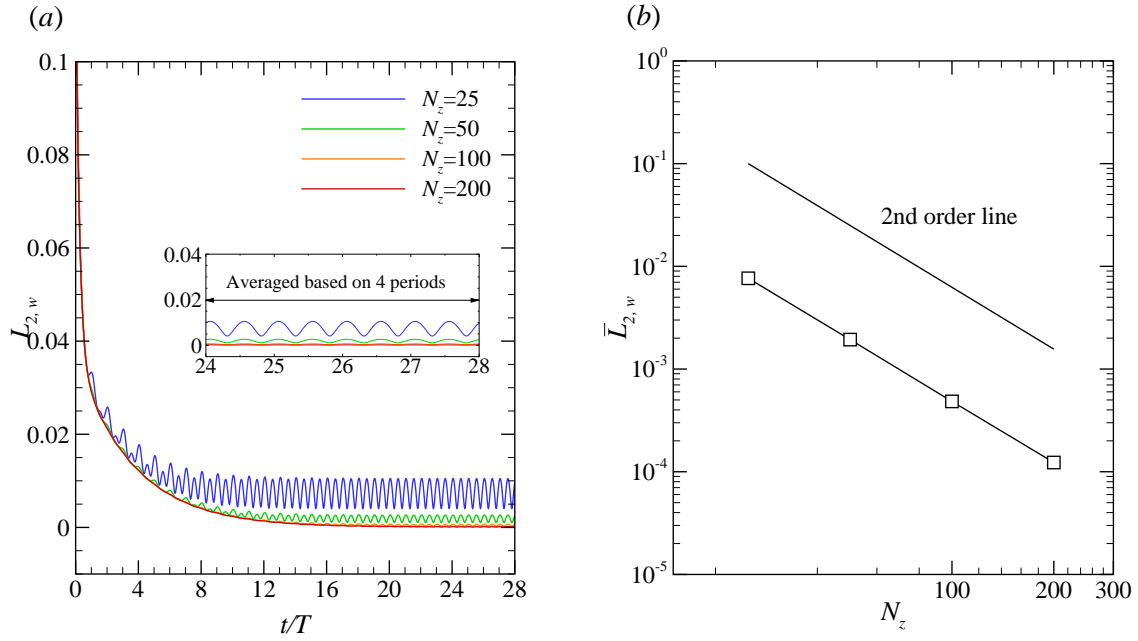 (a)
0.1
0.08
0.06
0.04
0.02
0
L2, w
0 4 8 12 16 20 24 28
t/T
Nz=25
Nz=50
Nz=100
Nz=200
0.04
0.02
0
Averaged based on 4 periods
24 25 26 27 28
(b)
10^0
10^-1
10^-2
10^-3
10^-4
10^-5
L̅2, w
2nd order line
100 200 300
Nz